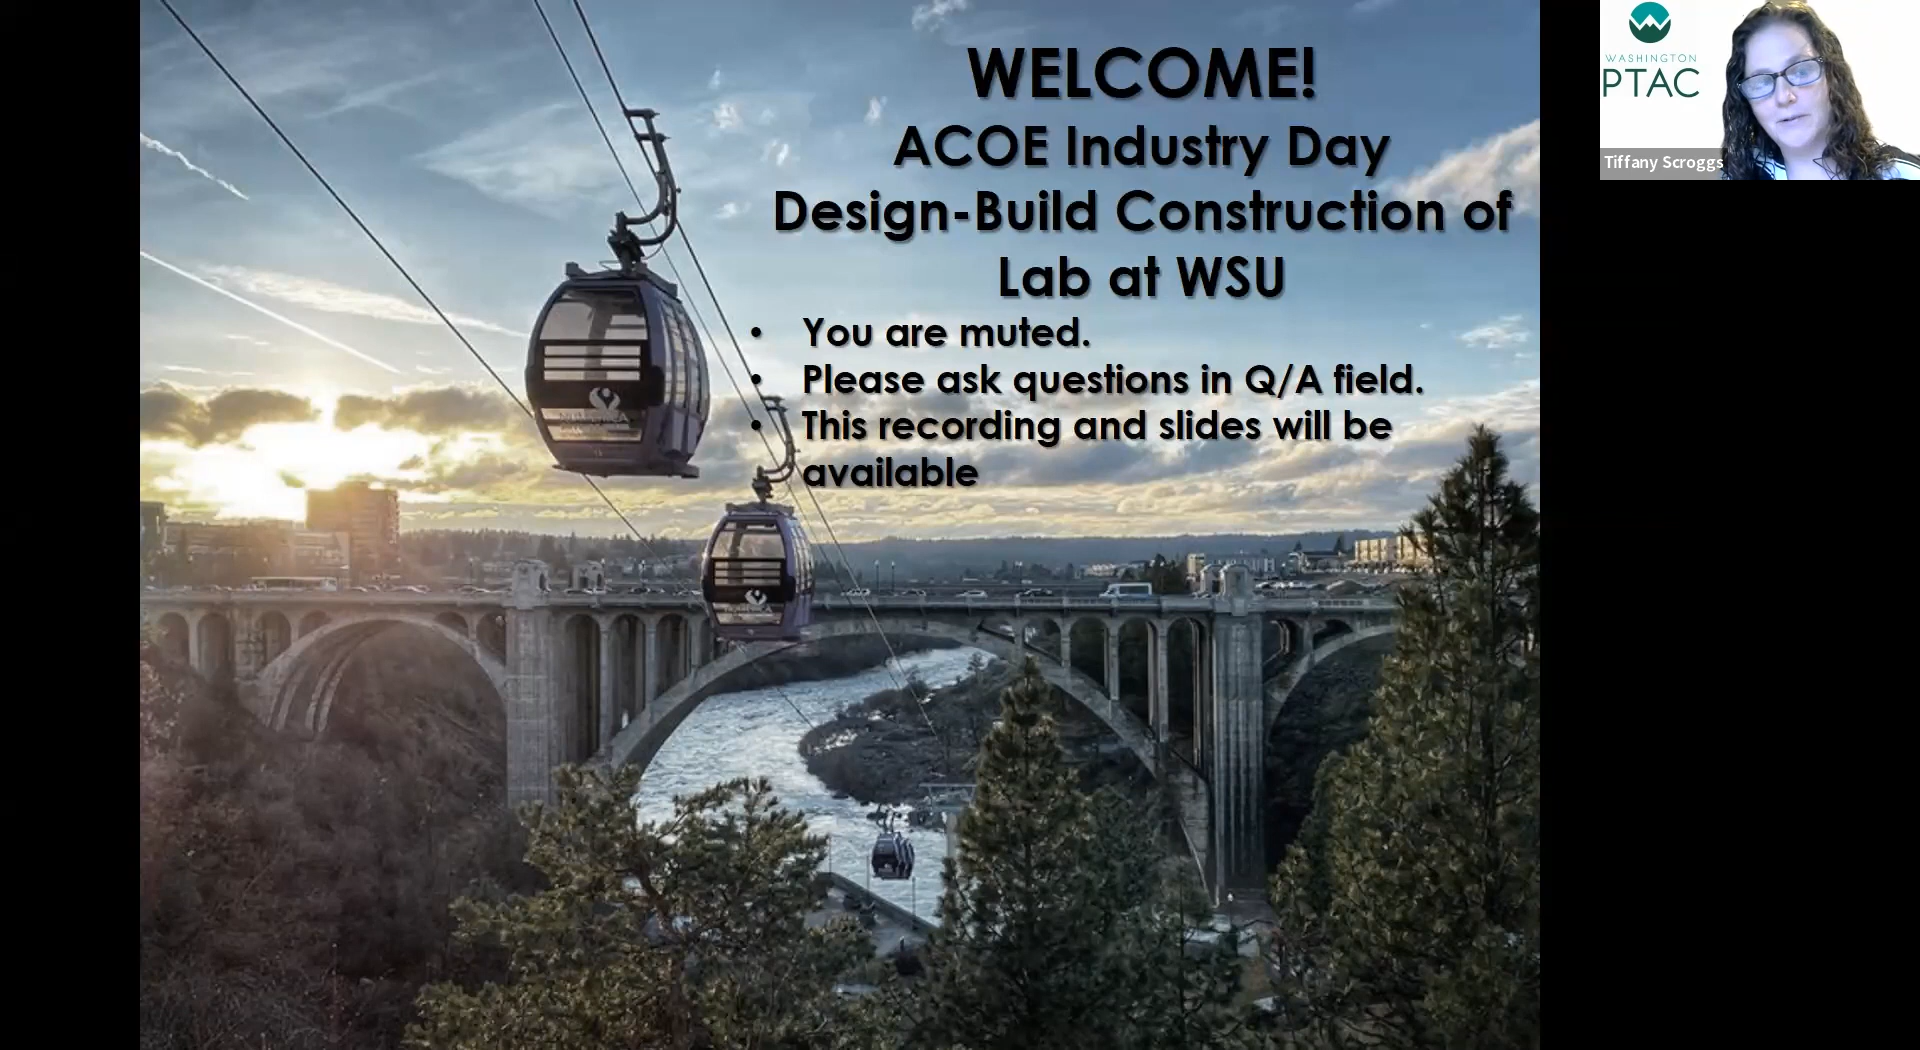 WELCOME!
ACOE Industry Day
Design-Build Construction of
Lab at WSU
• You are muted.
• Please ask questions in Q/A field.
• This recording and slides will be
available
WASHINGTON
PTAC
Tiffany Scroggs